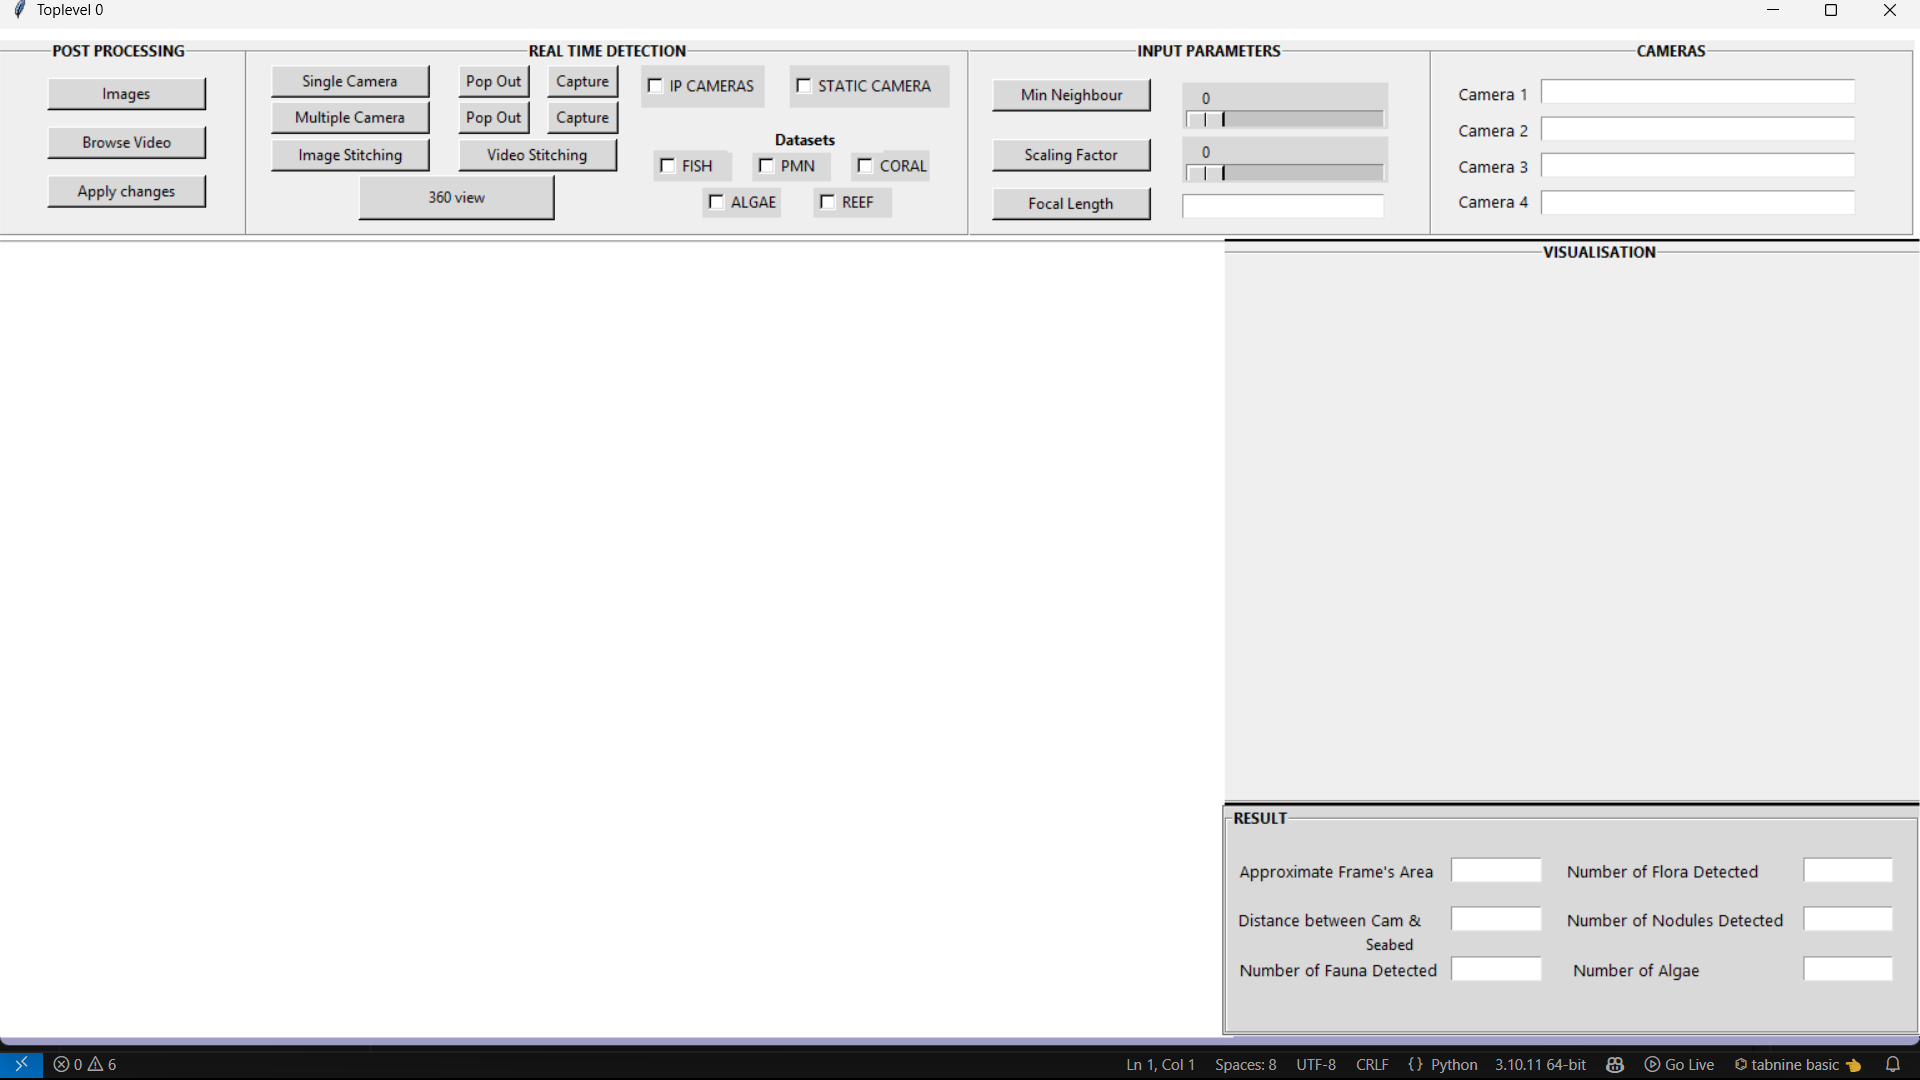 Toplevel 0
POST PROCESSING
Images
Browse Video
Apply changes
REAL TIME DETECTION
Single Camera Pop Out Capture
Multiple Camera Pop Out Capture
Image Stitching Video Stitching
360 view
IP CAMERAS STATIC CAMERA
Datasets
FISH PMN CORAL
ALGAE REEF
INPUT PARAMETERS
Min Neighbour 0
Scaling Factor 0
Focal Length
CAMERAS
Camera 1
Camera 2
Camera 3
Camera 4
VISUALISATION
RESULT
Approximate Frame's Area Number of Flora Detected
Distance between Cam & Number of Nodules Detected
Seabed
Number of Fauna Detected Number of Algae
0 6 Ln 1, Col 1 Spaces: 8 UTF-8 CRLF {} Python 3.10.11 64-bit Go Live tabnine basic